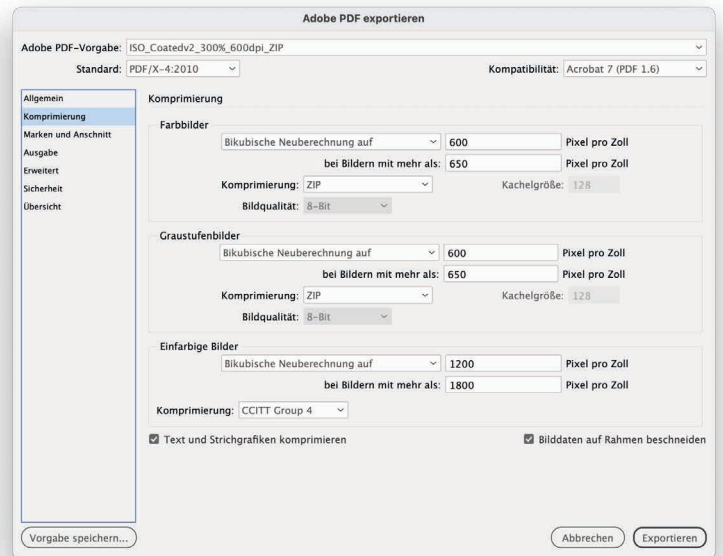 Adobe PDF exportieren
Adobe PDF-Vorgabe: ISO_Coatedv2_300%_600dpi_ZIP
Standard: PDF/X-4:2010 Kompatibilität: Acrobat 7 (PDF 1.6)
Allgemein
Komprimierung
Marken und Anschnitt
Ausgabe
Erweitert
Sicherheit
Übersicht
Komprimierung
Farbbilder
Bikubische Neuberechnung auf 600 Pixel pro Zoll
bei Bildern mit mehr als: 650 Pixel pro Zoll
Komprimierung: ZIP Kachelgröße: 128
Bildqualität: 8-Bit
Graustufenbilder
Bikubische Neuberechnung auf 600 Pixel pro Zoll
bei Bildern mit mehr als: 650 Pixel pro Zoll
Komprimierung: ZIP Kachelgröße: 128
Bildqualität: 8-Bit
Einfarbige Bilder
Bikubische Neuberechnung auf 1200 Pixel pro Zoll
bei Bildern mit mehr als: 1800 Pixel pro Zoll
Komprimierung: CCITT Group 4
Text und Strichgrafiken komprimieren Bilddaten auf Rahmen beschneiden
Vorgabe speichern... Abbrechen Exportieren